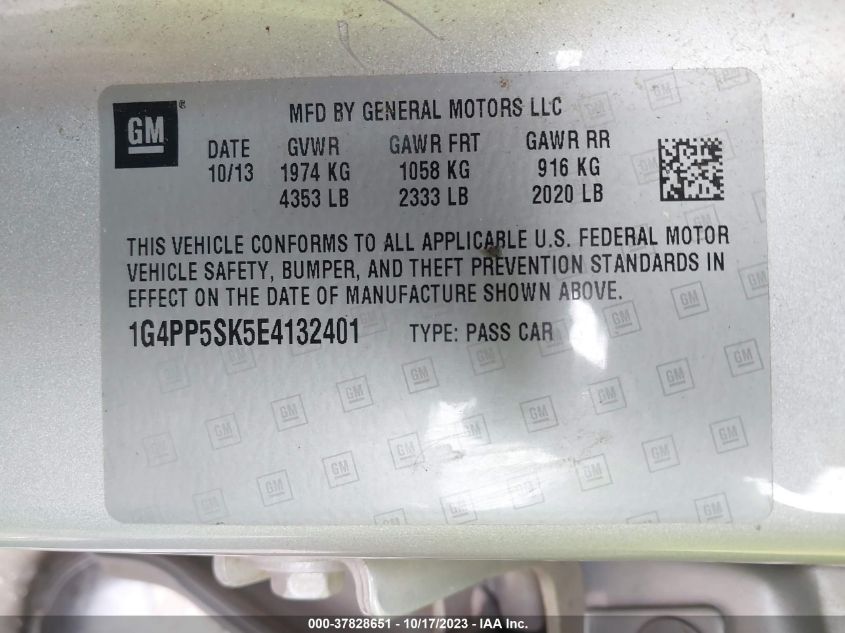 GM®
MFD BY GENERAL MOTORS LLC
DATE GVWR GAWR FRT GAWR RR
10/13 1974 KG 1058 KG 916 KG
4353 LB 2333 LB 2020 LB
THIS VEHICLE CONFORMS TO ALL APPLICABLE U.S. FEDERAL MOTOR
VEHICLE SAFETY, BUMPER, AND THEFT PREVENTION STANDARDS IN
EFFECT ON THE DATE OF MANUFACTURE SHOWN ABOVE.
1G4PP5SK5E4132401 TYPE: PASS CAR
000-37828651 - 10/17/2023 - IAAI.COM